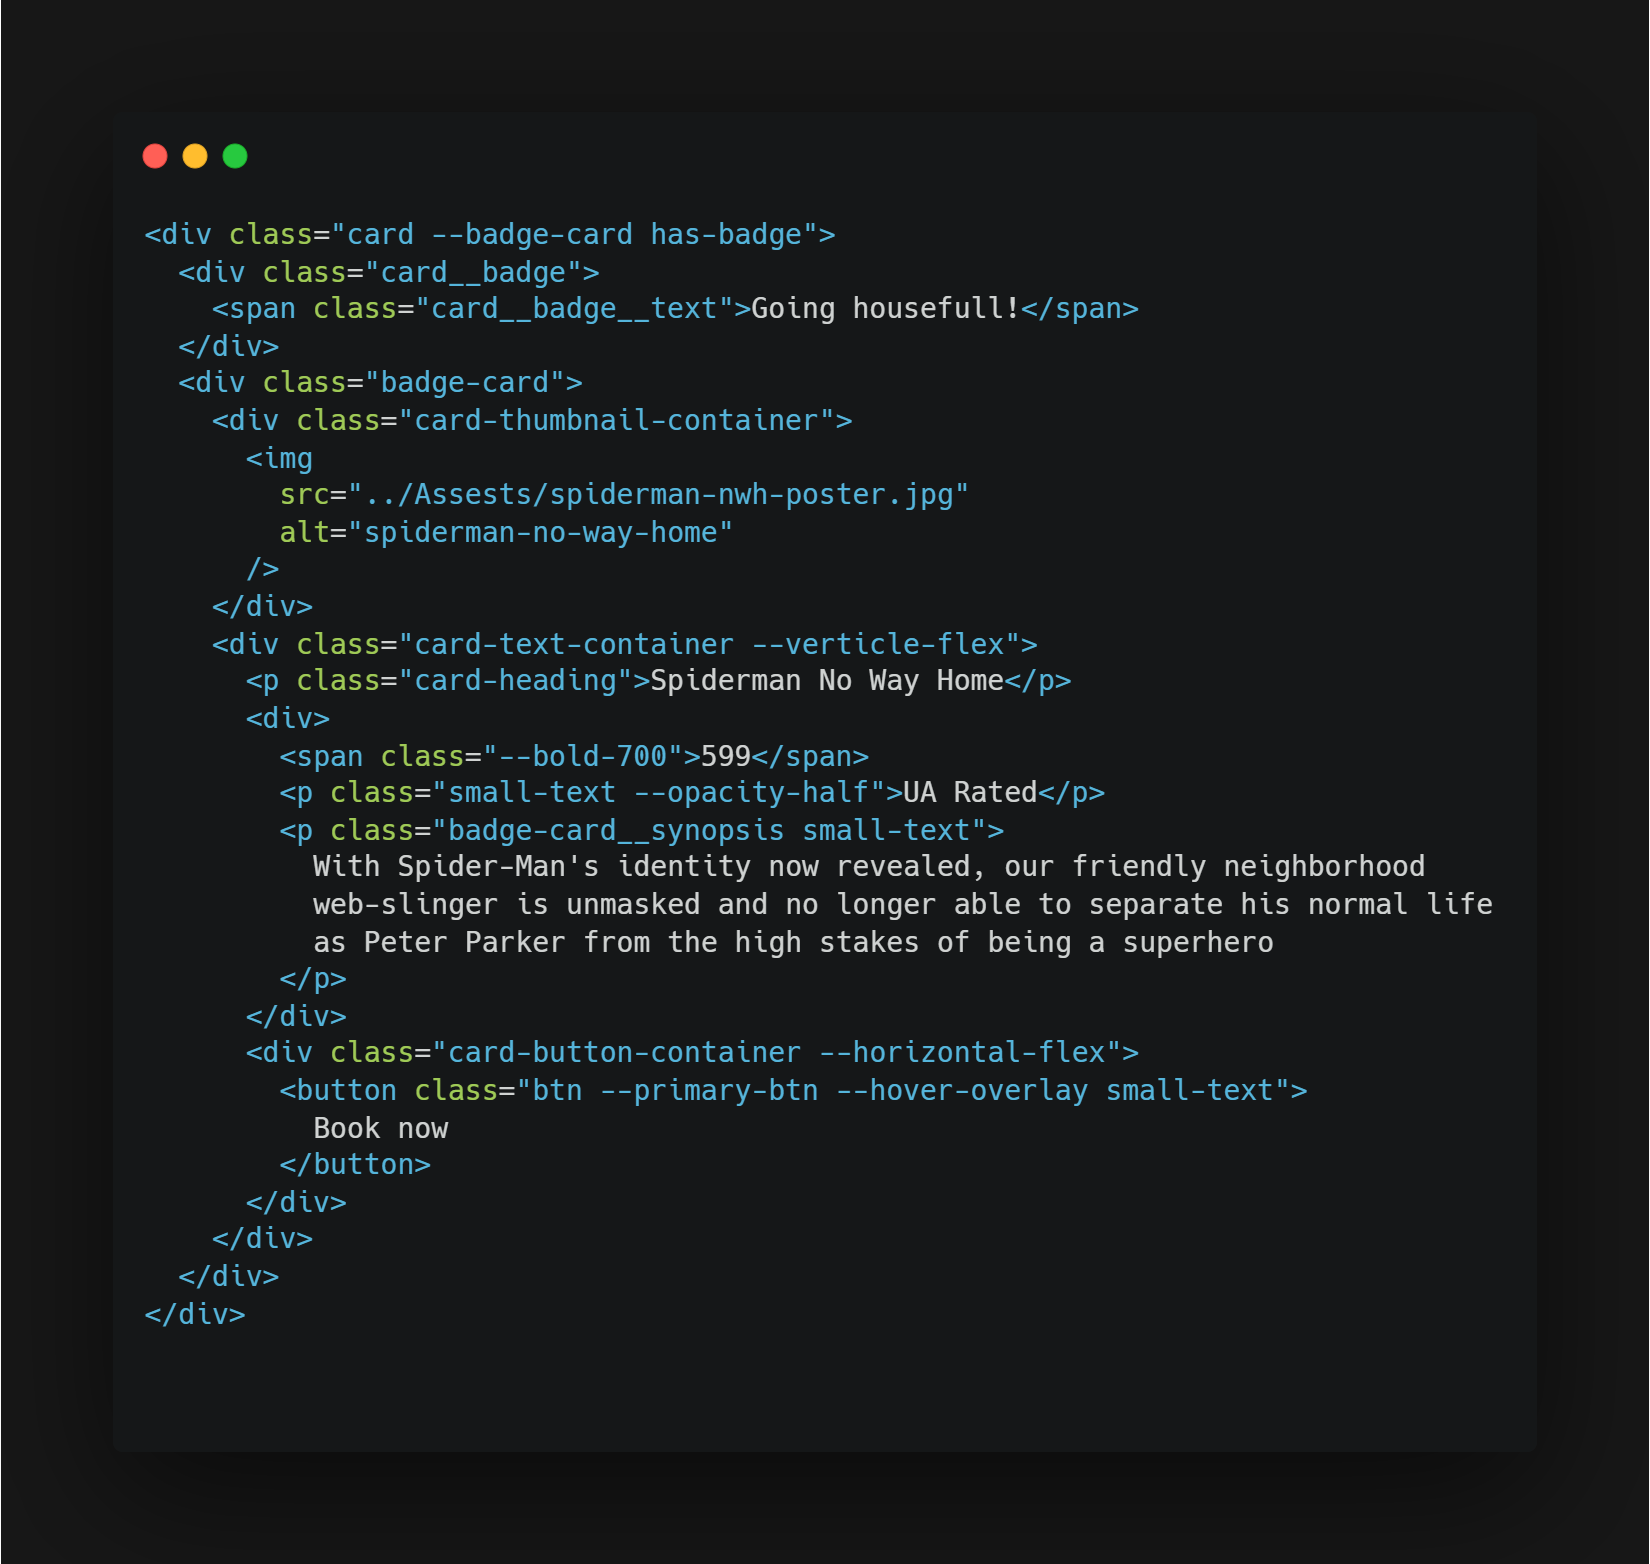 <div class="card --badge-card has-badge">
  <div class="card__badge">
    <span class="card__badge__text">Going housefull!</span>
  </div>
  <div class="badge-card">
    <div class="card-thumbnail-container">
      <img
        src="../Assests/spiderman-nwh-poster.jpg"
        alt="spiderman-no-way-home"
      />
    </div>
    <div class="card-text-container --verticle-flex">
      <p class="card-heading">Spiderman No Way Home</p>
      <div>
        <span class="--bold-700">599</span>
        <p class="small-text --opacity-half">UA Rated</p>
        <p class="badge-card__synopsis small-text">
          With Spider-Man's identity now revealed, our friendly neighborhood
          web-slinger is unmasked and no longer able to separate his normal life
          as Peter Parker from the high stakes of being a superhero
        </p>
      </div>
      <div class="card-button-container --horizontal-flex">
        <button class="btn --primary-btn --hover-overlay small-text">
          Book now
        </button>
      </div>
    </div>
  </div>
</div>